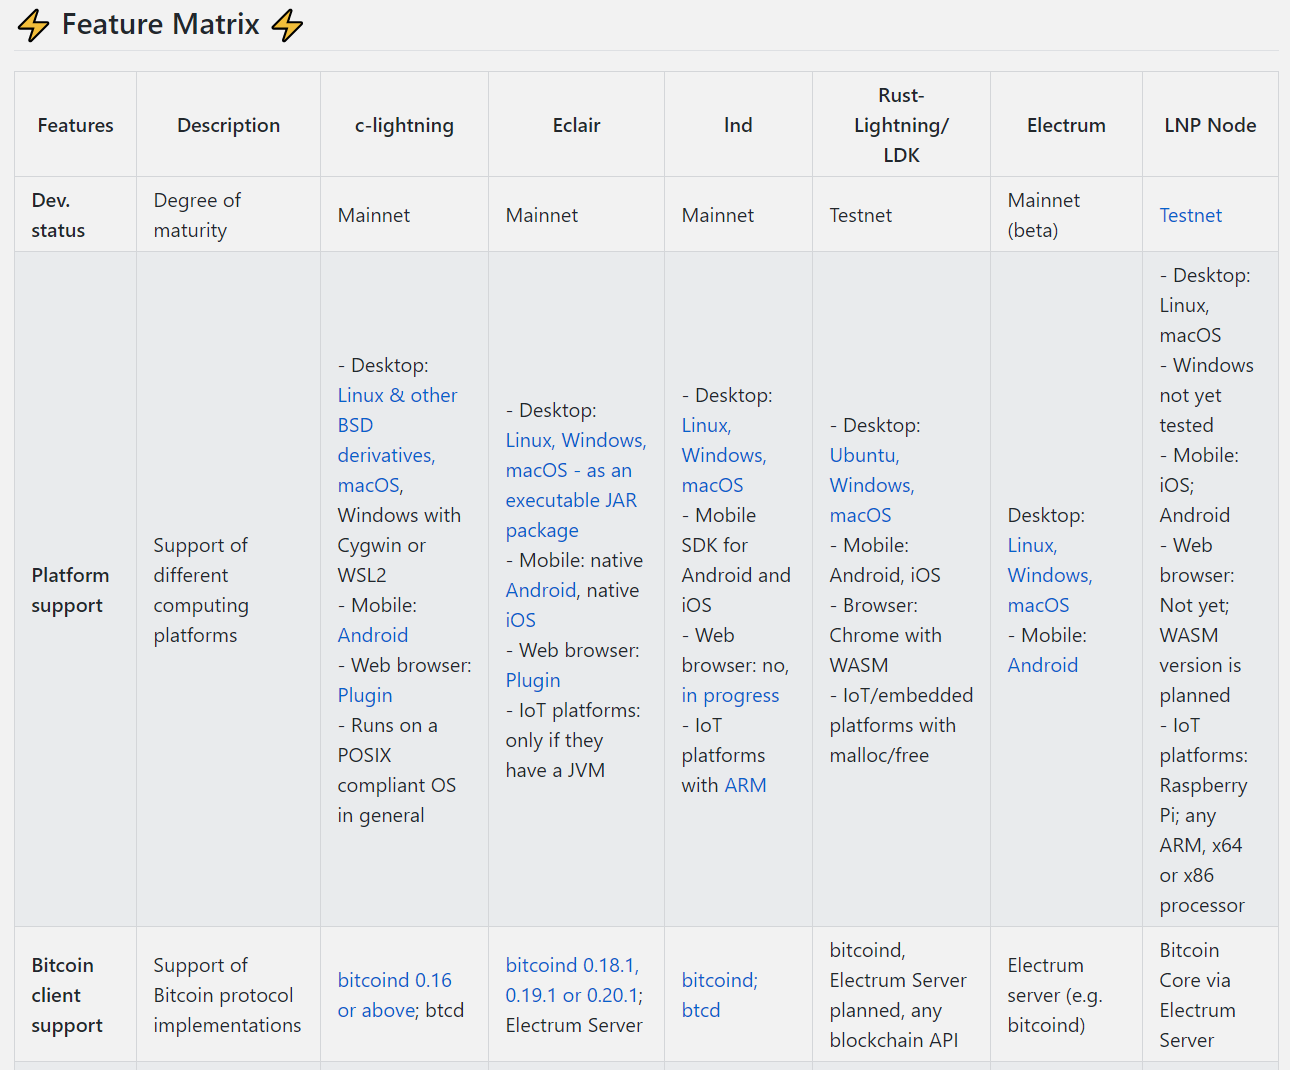 ⚡ Feature Matrix ⚡
Features
Description
c-lightning
Eclair
lnd
Rust-
Lightning/
LDK
Electrum
LNP Node
Dev.
status
Degree of
maturity
Mainnet
Mainnet
Mainnet
Testnet
Mainnet
(beta)
Testnet
Platform
support
Support of
different
computing
platforms
- Desktop:
Linux & other
BSD
derivatives,
macOS,
Windows with
Cygwin or
WSL2
- Mobile:
Android
- Web browser:
Plugin
- Runs on a
POSIX
compliant OS
in general
- Desktop:
Linux, Windows,
macOS - as an
executable JAR
package
- Mobile: native
Android, native
iOS
- Web browser:
Plugin
- IoT platforms:
only if they
have a JVM
- Desktop:
Linux,
Windows,
macOS
- Mobile
SDK for
Android and
iOS
- Web
browser: no,
in progress
- IoT
platforms
with ARM
- Desktop:
Ubuntu,
Windows,
macOS
- Mobile:
Android, iOS
- Browser:
Chrome with
WASM
- IoT/embedded
platforms with
malloc/free
Desktop:
Linux,
Windows,
macOS
- Mobile:
Android
- Desktop:
Linux,
macOS
- Windows
not yet
tested
- Mobile:
iOS;
Android
- Web
browser:
Not yet;
WASM
version is
planned
- IoT
platforms:
Raspberry
Pi; any
ARM, x64
or x86
processor
Bitcoin
client
support
Support of
Bitcoin protocol
implementations
bitcoind 0.16
or above; btcd
bitcoind 0.18.1,
0.19.1 or 0.20.1;
Electrum Server
bitcoind;
btcd
bitcoind,
Electrum Server
planned, any
blockchain API
Electrum
server (e.g.
bitcoind)
Bitcoin
Core via
Electrum
Server